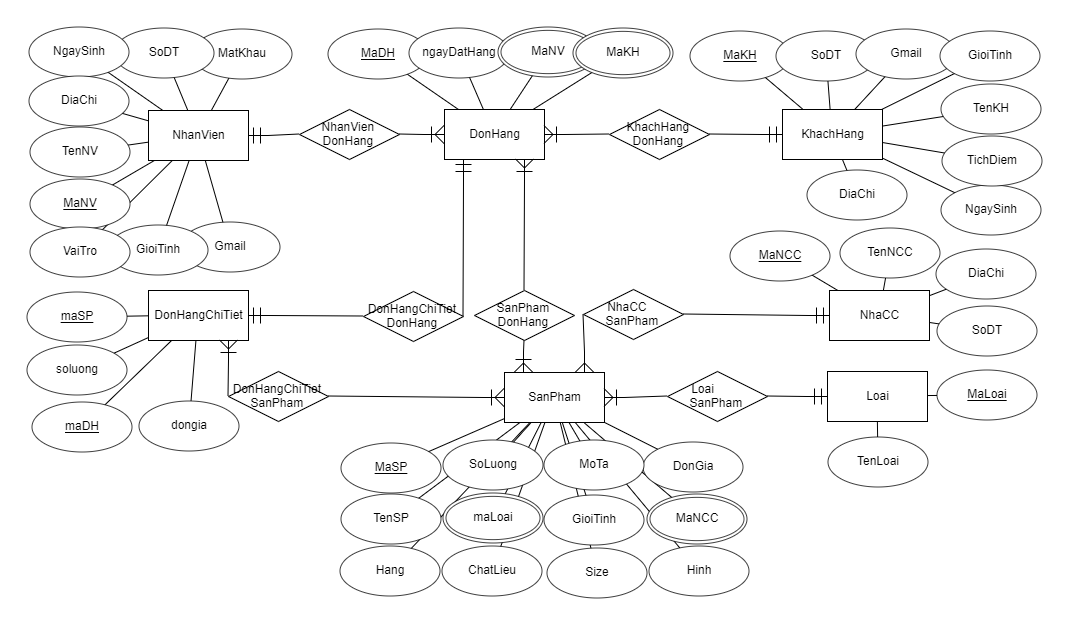 NgaySinh
SoDT
MatKhau
DiaChi
TenNV
MaNV
VaiTro
GioiTinh
Gmail
NhanVien
NhanVien
DonHang
MaDH
ngayDatHang
MaNV
MaKH
DonHang
KhachHang
DonHang
MaKH
SoDT
Gmail
GioiTinh
TenKH
TichDiem
NgaySinh
DiaChi
KhachHang
maSP
soluong
maDH
dongia
DonHangChiTiet
DonHangChiTiet
DonHang
SanPham
DonHang
NhaCC
SanPham
MaNCC
TenNCC
DiaChi
SoDT
NhaCC
DonHangChiTiet
SanPham
SanPham
Loai
SanPham
Loai
MaLoai
TenLoai
MaSP
SoLuong
MoTa
DonGia
TenSP
maLoai
GioiTinh
MaNCC
Hang
ChatLieu
Size
Hinh